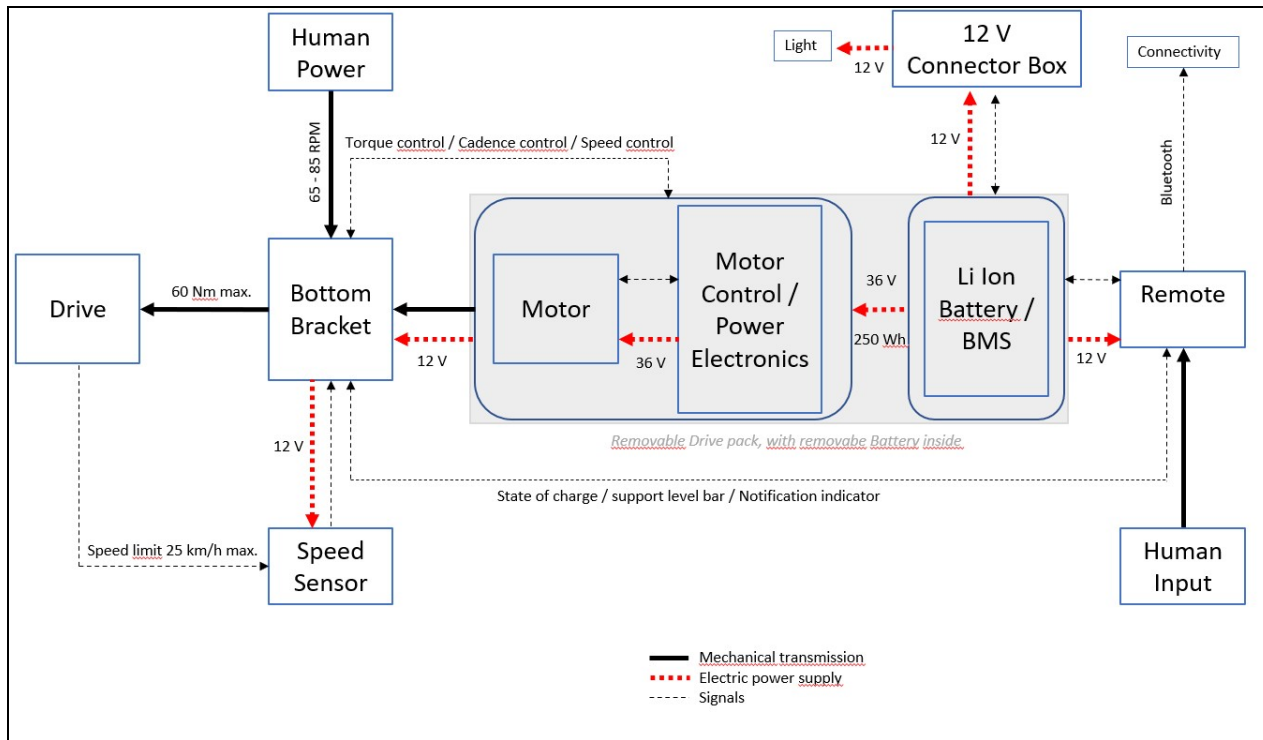 Human
Power
Light
12 V
12 V
Connector Box
Connectivity
65 - 85 RPM
Torque control / Cadence control / Speed control
12 V
Bluetooth
Drive
60 Nm max.
Bottom
Bracket
12 V
Motor
36 V
Motor
Control /
Power
Electronics
36 V
250 Wh
Li Ion
Battery /
BMS
12 V
Remote
Removable Drive pack, with removabe Battery inside
12 V
State of charge / support level bar / Notification indicator
Speed limit 25 km/h max.
Speed
Sensor
Human
Input
Mechanical transmission
Electric power supply
Signals